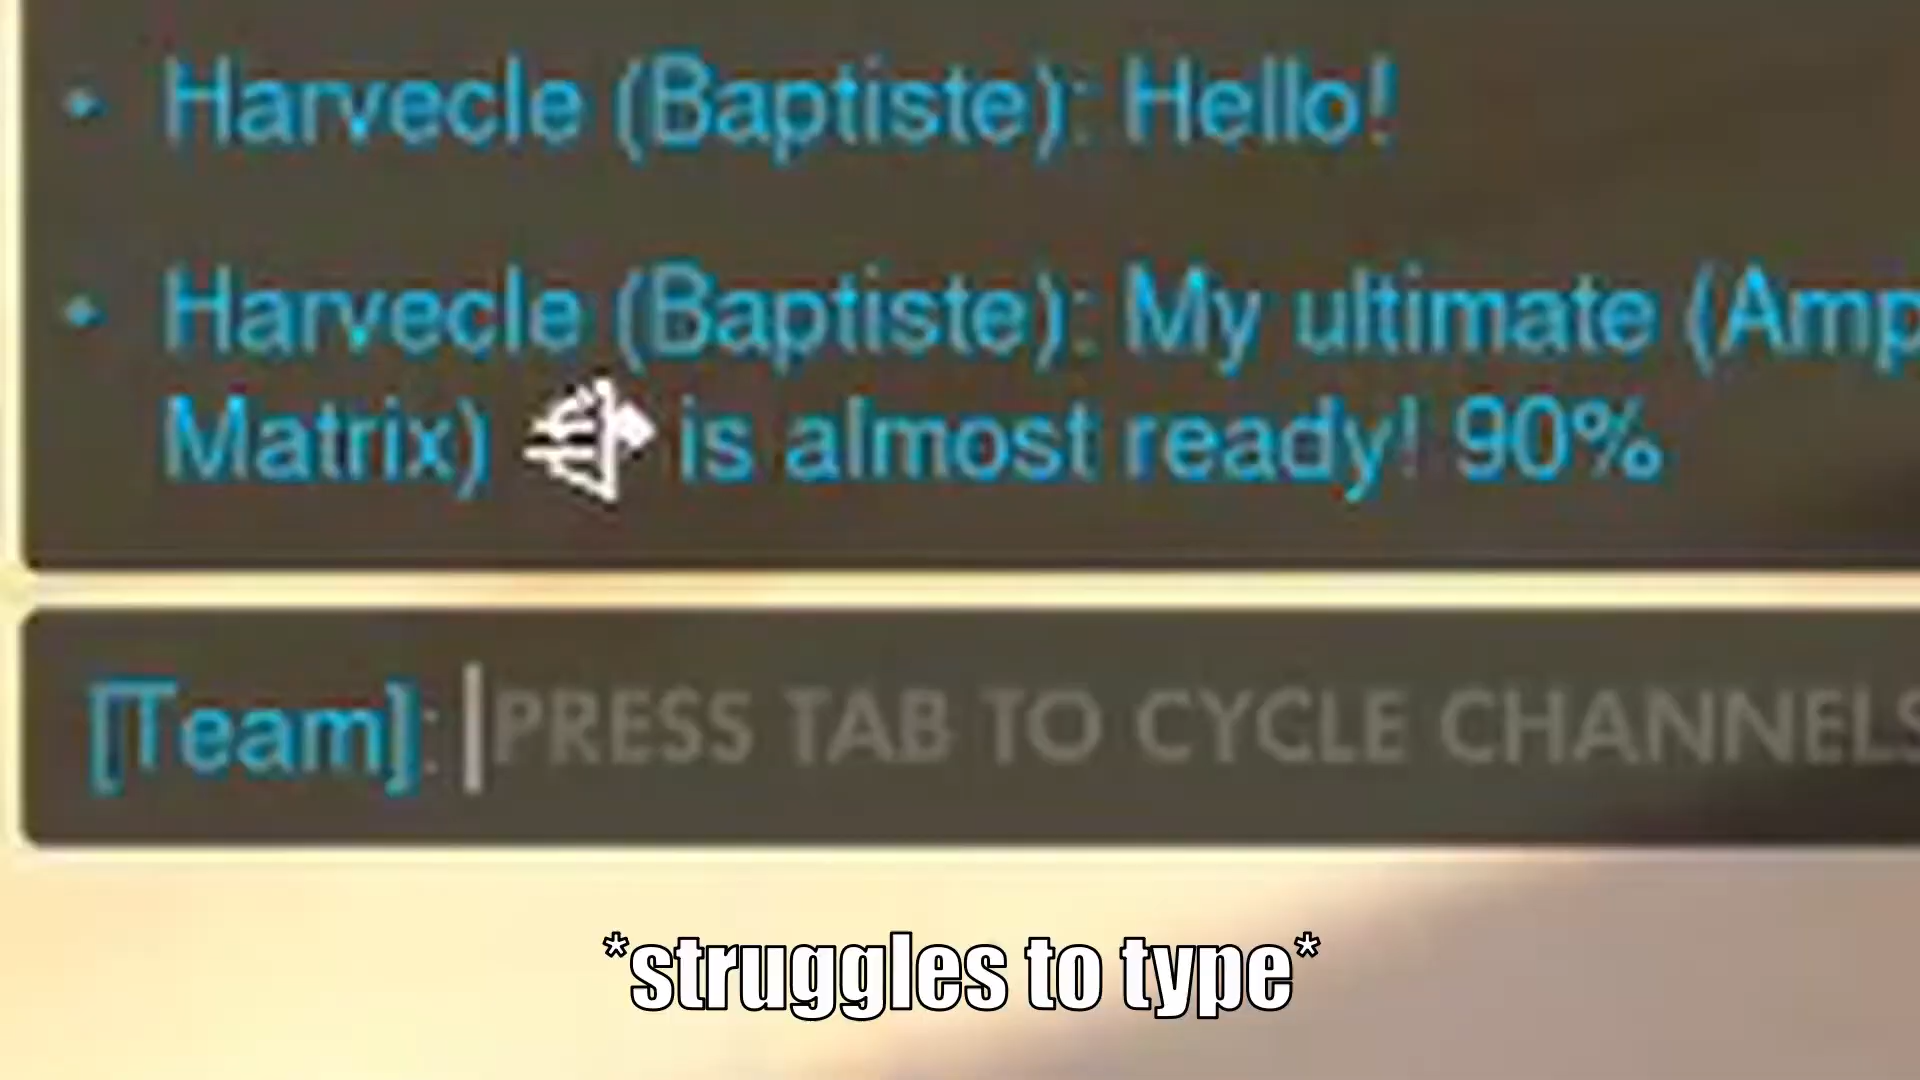 • Harvecle (Baptiste): Hello!
• Harvecle (Baptiste): My ultimate (Amp
Matrix) is almost ready! 90%
[Team]: PRESS TAB TO CYCLE CHANNELS
*struggles to type*